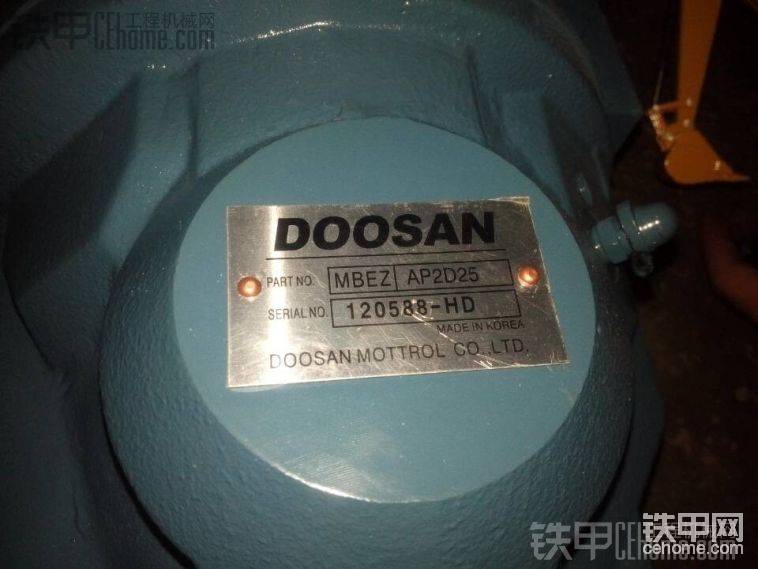 铁甲工程机械网
CEhome.com
DOOSAN
PART NO. MBEZ AP2D25
SERIAL NO. 120588-HD
MADE IN KOREA
DOOSAN MOTTROL CO., LTD.
铁甲网
cehome.com